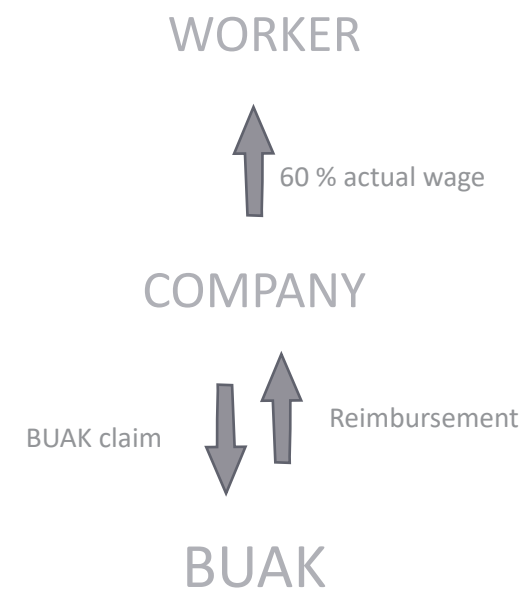 WORKER
60 % actual wage
COMPANY
Reimbursement
BUAK claim
BUAK